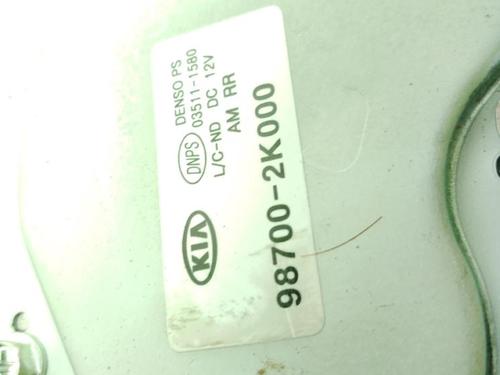 DENSO PS
DNPS 03511-1580
L/C-ND DC 12V
AM RR
KIA
98700-2K000